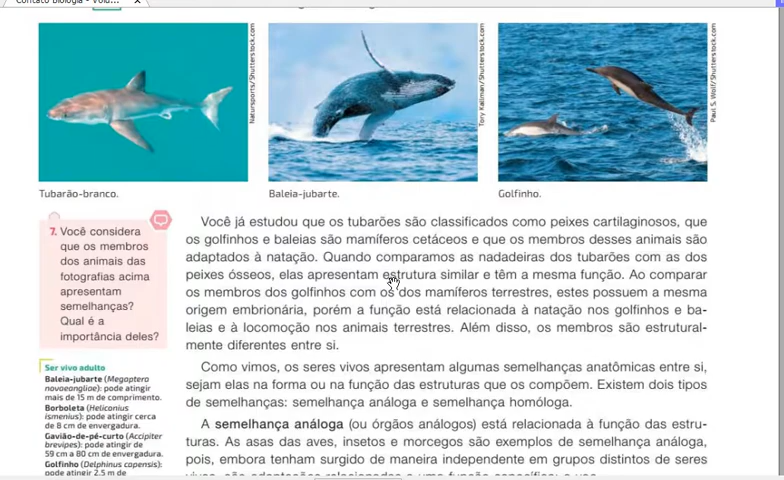 Contato Biologia - Volu...
Natursports/Shutterstock.com
Tory Kallman/Shutterstock.com
Paul S. Wolf/Shutterstock.com
Tubarão-branco.
Baleia-jubarte.
Golfinho.
7. Você considera
que os membros
dos animais das
fotografias acima
apresentam
semelhanças?
Qual é a
importância deles?
Ser vivo adulto
Baleia-jubarte (Megaptera
novaeangliae): pode atingir
mais de 15 m de comprimento.
Borboleta (Heliconius
ismenius): pode atingir cerca
de 8 cm de envergadura.
Gavião-de-pé-curto (Accipiter
brevipes): pode atingir de
59 cm a 80 cm de envergadura.
Golfinho (Delphinus capensis):
pode atingir 2,5 m de
Você já estudou que os tubarões são classificados como peixes cartilaginosos, que
os golfinhos e baleias são mamíferos cetáceos e que os membros desses animais são
adaptados à natação. Quando comparamos as nadadeiras dos tubarões com as dos
peixes ósseos, elas apresentam estrutura similar e têm a mesma função. Ao comparar
os membros dos golfinhos com os dos mamíferos terrestres, estes possuem a mesma
origem embrionária, porém a função está relacionada à natação nos golfinhos e ba-
leias e à locomoção nos animais terrestres. Além disso, os membros são estrutural-
mente diferentes entre si.
Como vimos, os seres vivos apresentam algumas semelhanças anatômicas entre si,
sejam elas na forma ou na função das estruturas que os compõem. Existem dois tipos
de semelhanças: semelhança análoga e semelhança homóloga.
A semelhança análoga (ou órgãos análogos) está relacionada à função das estru-
turas. As asas das aves, insetos e morcegos são exemplos de semelhança análoga,
pois, embora tenham surgido de maneira independente em grupos distintos de seres